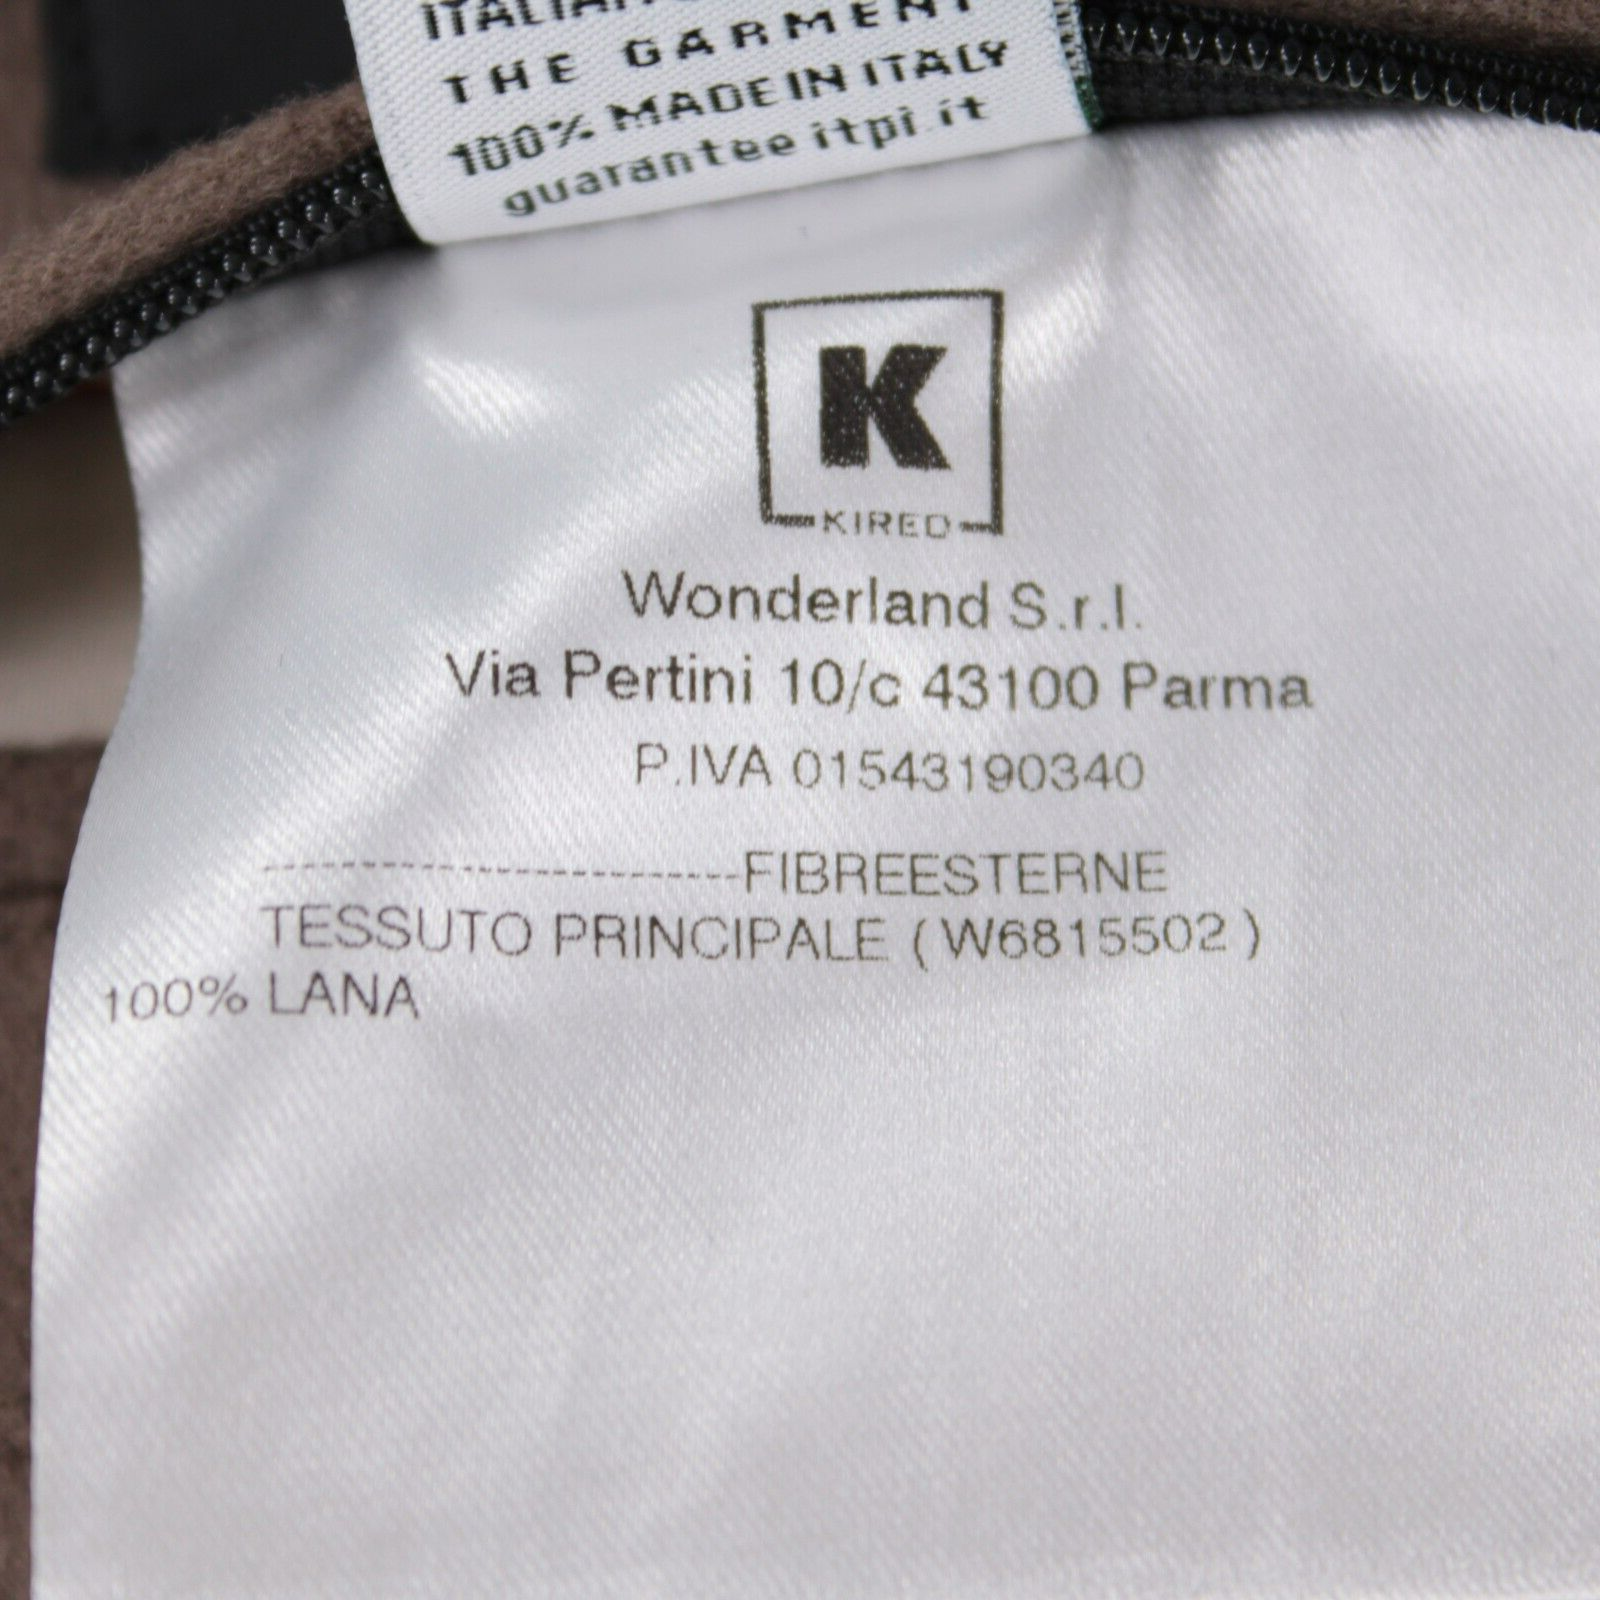 THE GARMENT
100% MADE IN ITALY
guarantee itpi.it
K
KIRED
Wonderland S.r.l.
Via Pertini 10/c 43100 Parma
P.IVA 01543190340
------------------------FIBREESTERNE
TESSUTO PRINCIPALE ( W6815502 )
100% LANA